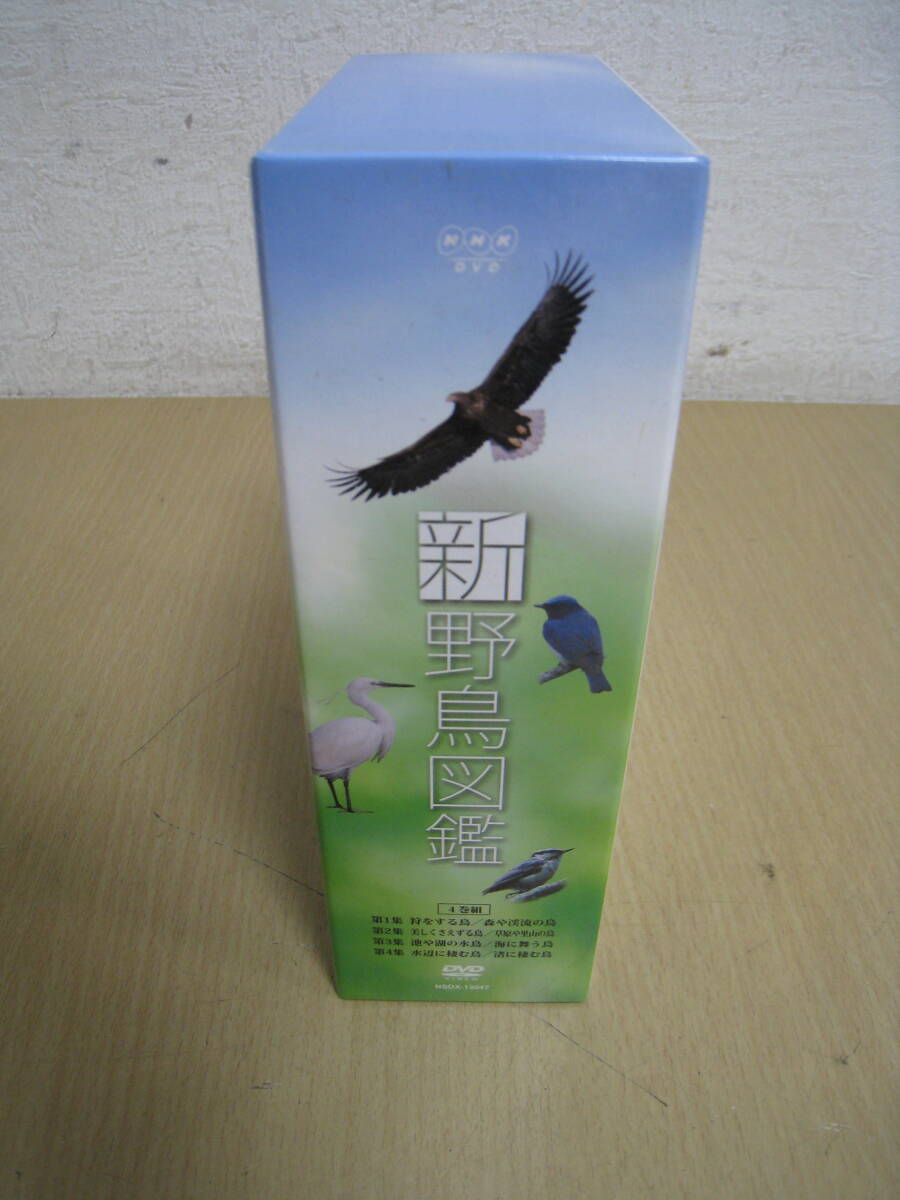 NHK
DVD
新野鳥図鑑
4巻組
第1集 狩をする鳥／森や渓流の鳥
第2集 美しくさえずる鳥／草原や里山の鳥
第3集 池や湖の水鳥／海に舞う鳥
第4集 水辺に棲む鳥／渚に棲む鳥
DVD
VIDEO
NSDX-13047